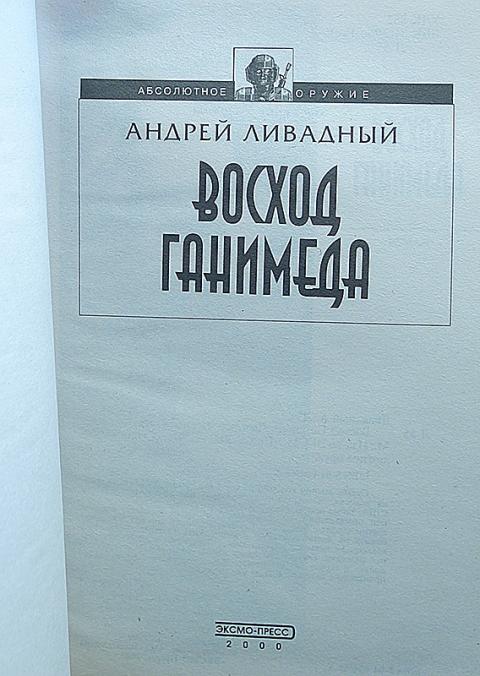 АБСОЛЮТНОЕ ОРУЖИЕ
АНДРЕЙ ЛИВАДНЫЙ
ВОСХОД
ГАНИМЕДА
ЭКСМО-ПРЕСС
2000